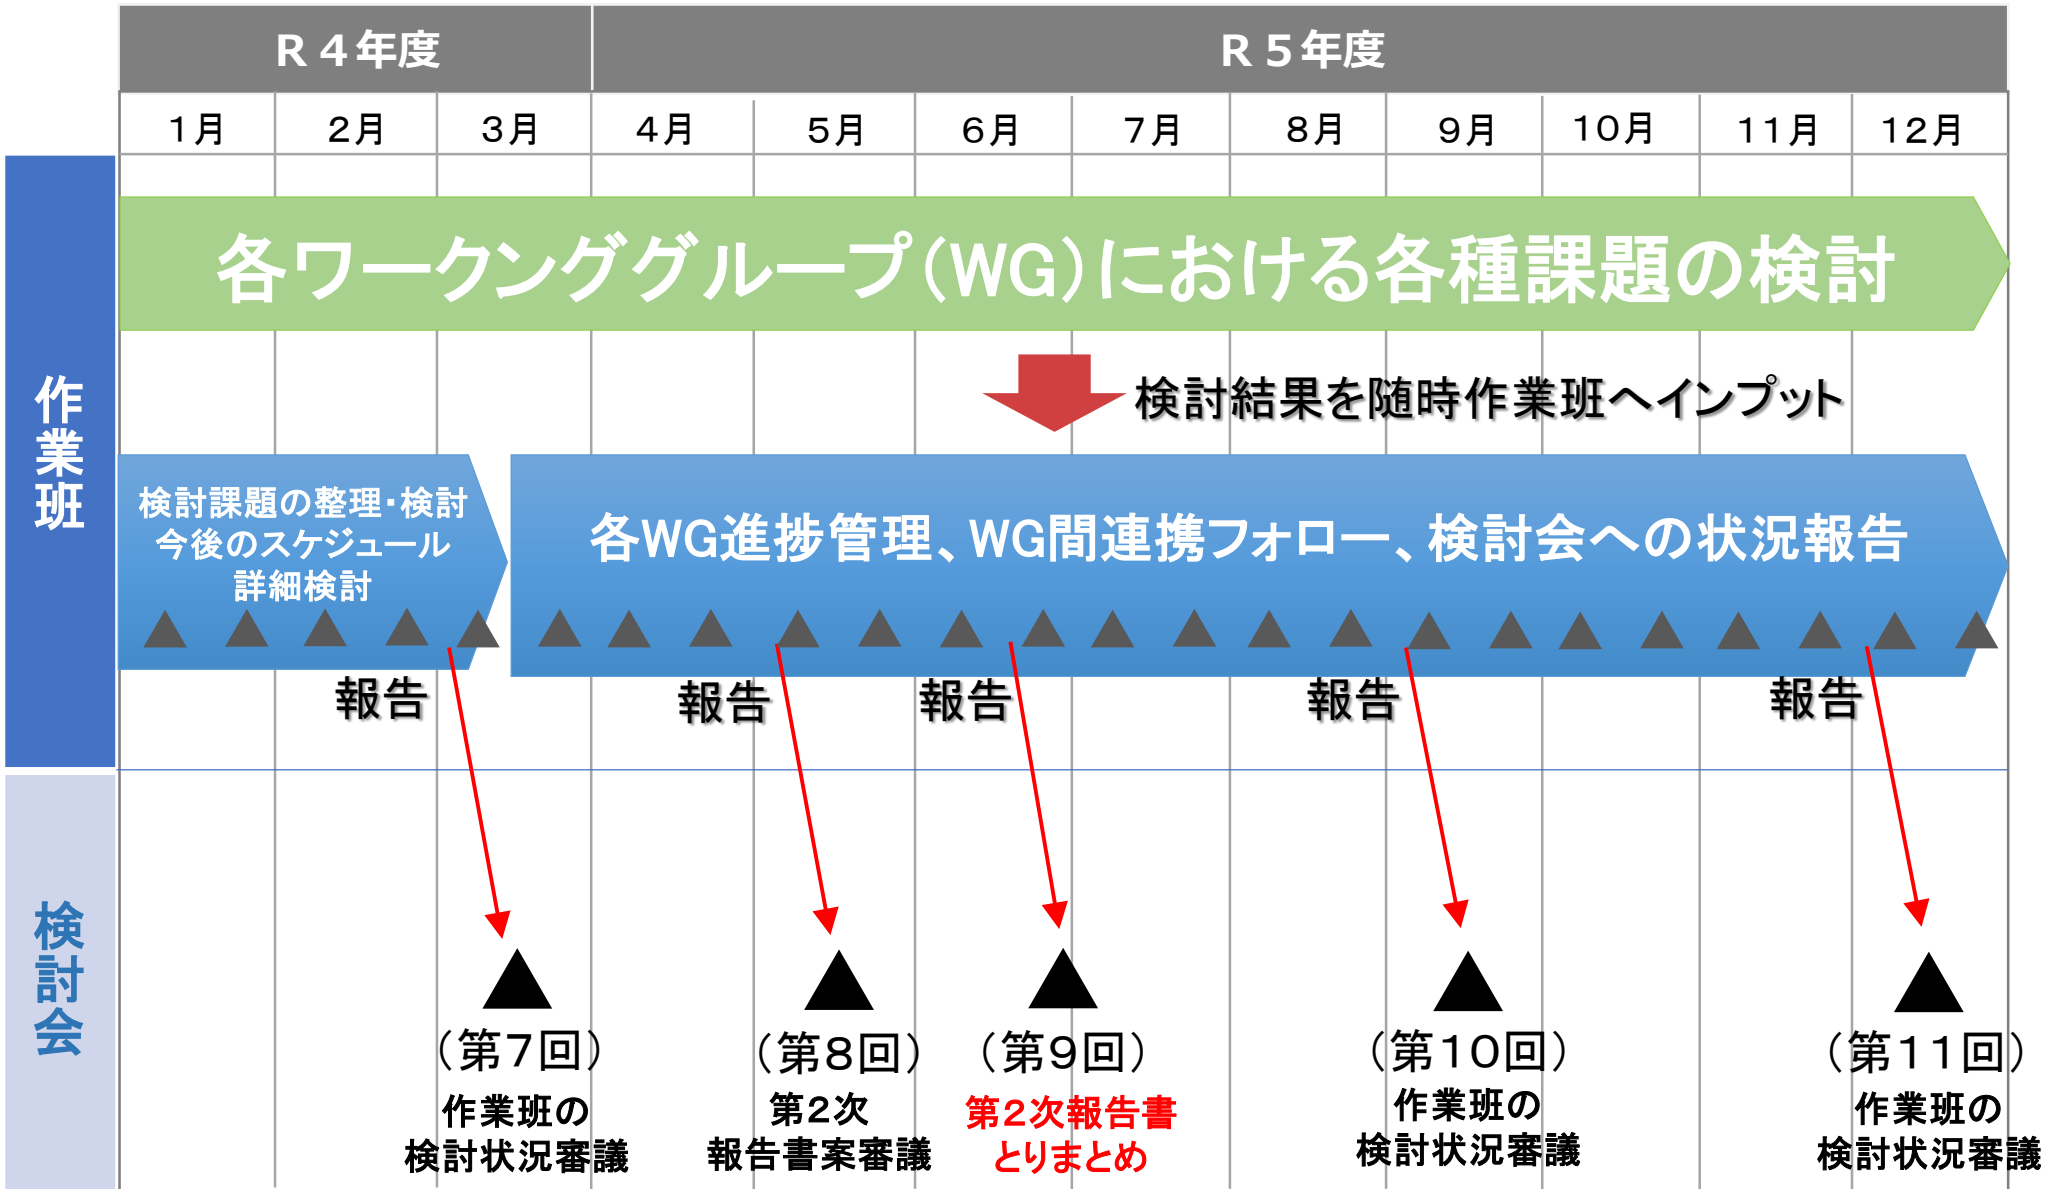 R４年度
R５年度
1月
2月
3月
4月
5月
6月
7月
8月
9月
10月
11月
12月
作業班
各ワークンググループ（WG）における各種課題の検討
検討結果を随時作業班へインプット
検討課題の整理・検討
今後のスケジュール
詳細検討
各WG進捗管理、WG間連携フォロー、検討会への状況報告
報告
報告
報告
報告
報告
検討会
（第7回）
作業班の
検討状況審議
（第8回）
第2次
報告書案審議
（第9回）
第2次報告書
とりまとめ
（第10回）
作業班の
検討状況審議
（第11回）
作業班の
検討状況審議